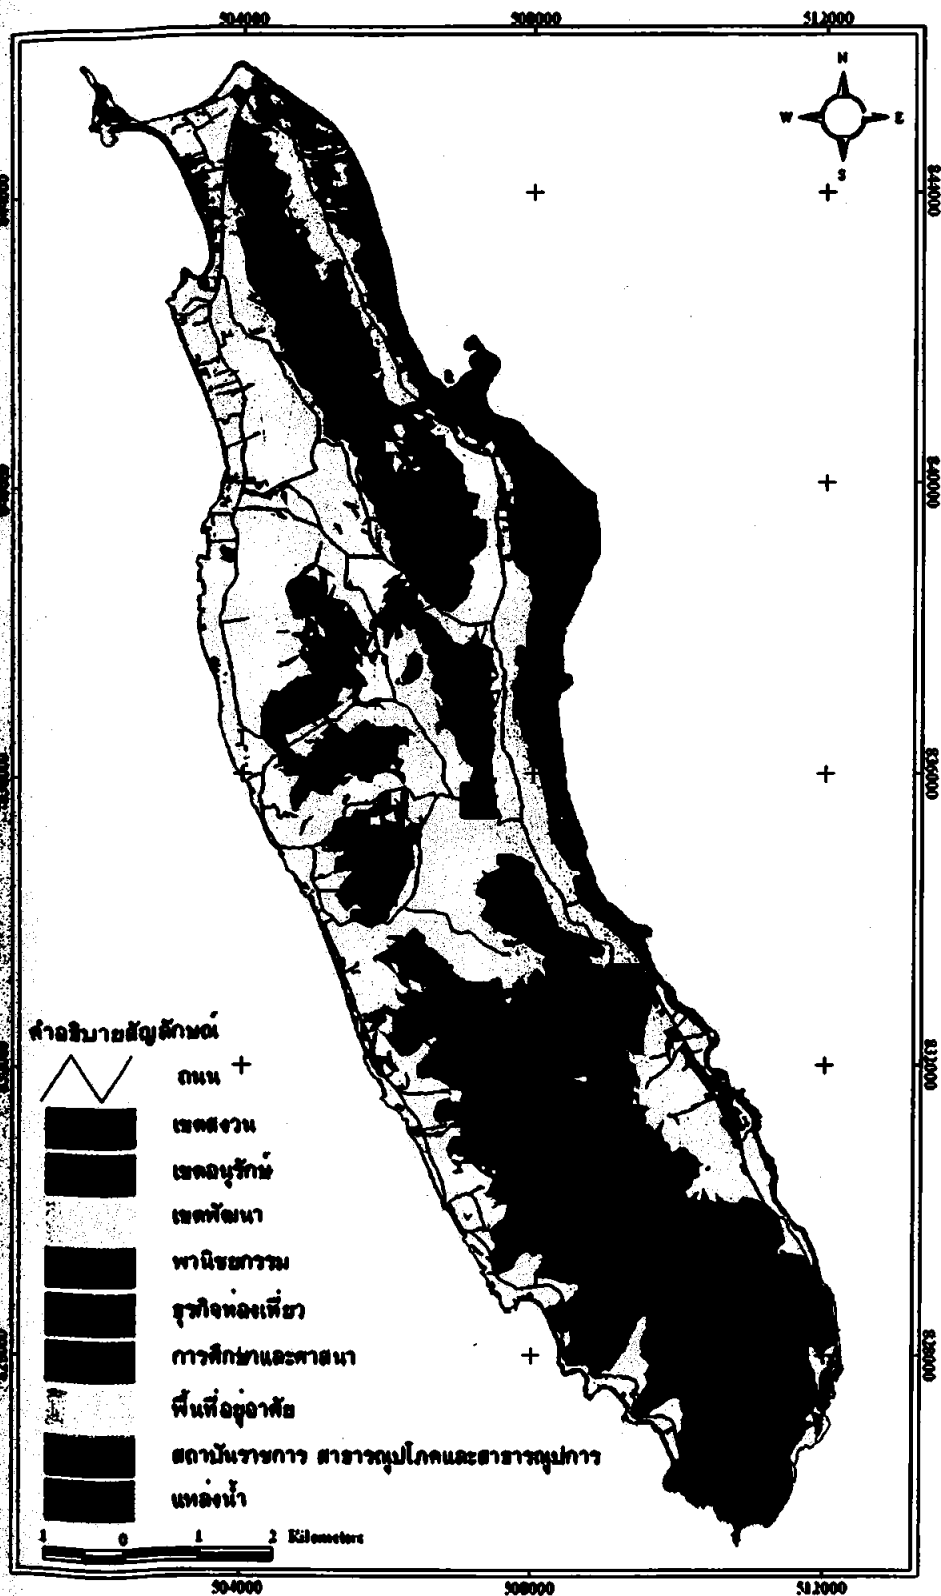 504000 508000 512000
N
W E
S
844000
840000
836000
832000
828000
คำอธิบายสัญลักษณ์
ถนน
เขตสงวน
เขตอนุรักษ์
เขตพัฒนา
พานิชยกรรม
ธุรกิจท่องเที่ยว
การศึกษาและศาสนา
พื้นที่อยู่อาศัย
สถาบันราชการ สาธารณูปโภคและสาธารณูปการ
แหล่งน้ำ
1 0 1 2 Kilometers
504000 508000 512000